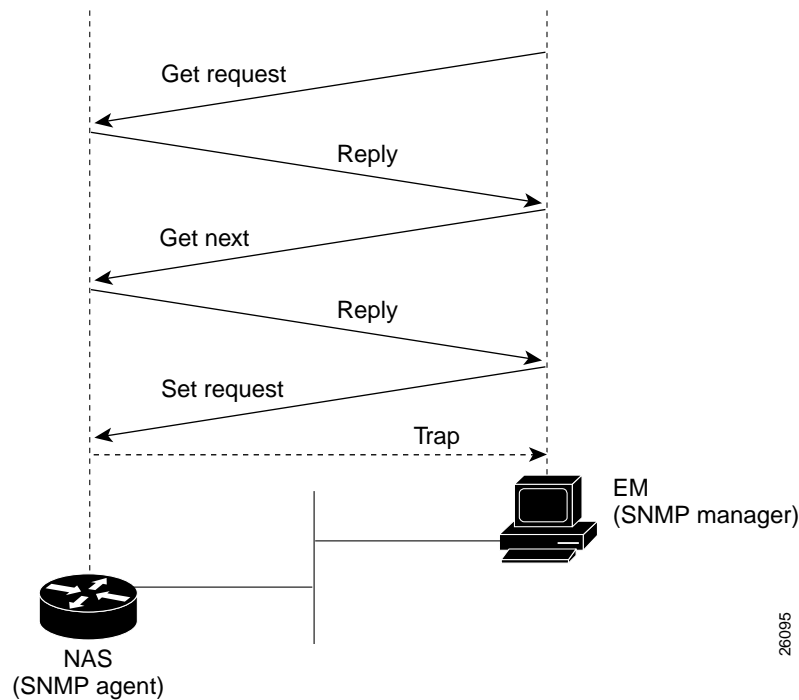 Get request
Reply
Get next
Reply
Set request
Trap
EM
(SNMP manager)
NAS
(SNMP agent)
26095